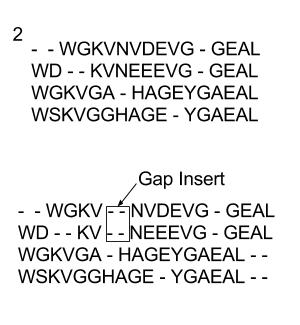 2
- - WGKVNVDEVG - GEAL
WD - - KVNEEEVG - GEAL
WGKVGA - HAGEYGAEAL
WSKVGGHAGE - YGAEAL
Gap Insert
- - WGKV - - NVDEVG - GEAL
WD - - KV - - NEEEVG - GEAL
WGKVGA - HAGEYGAEAL - -
WSKVGGHAGE - YGAEAL - -